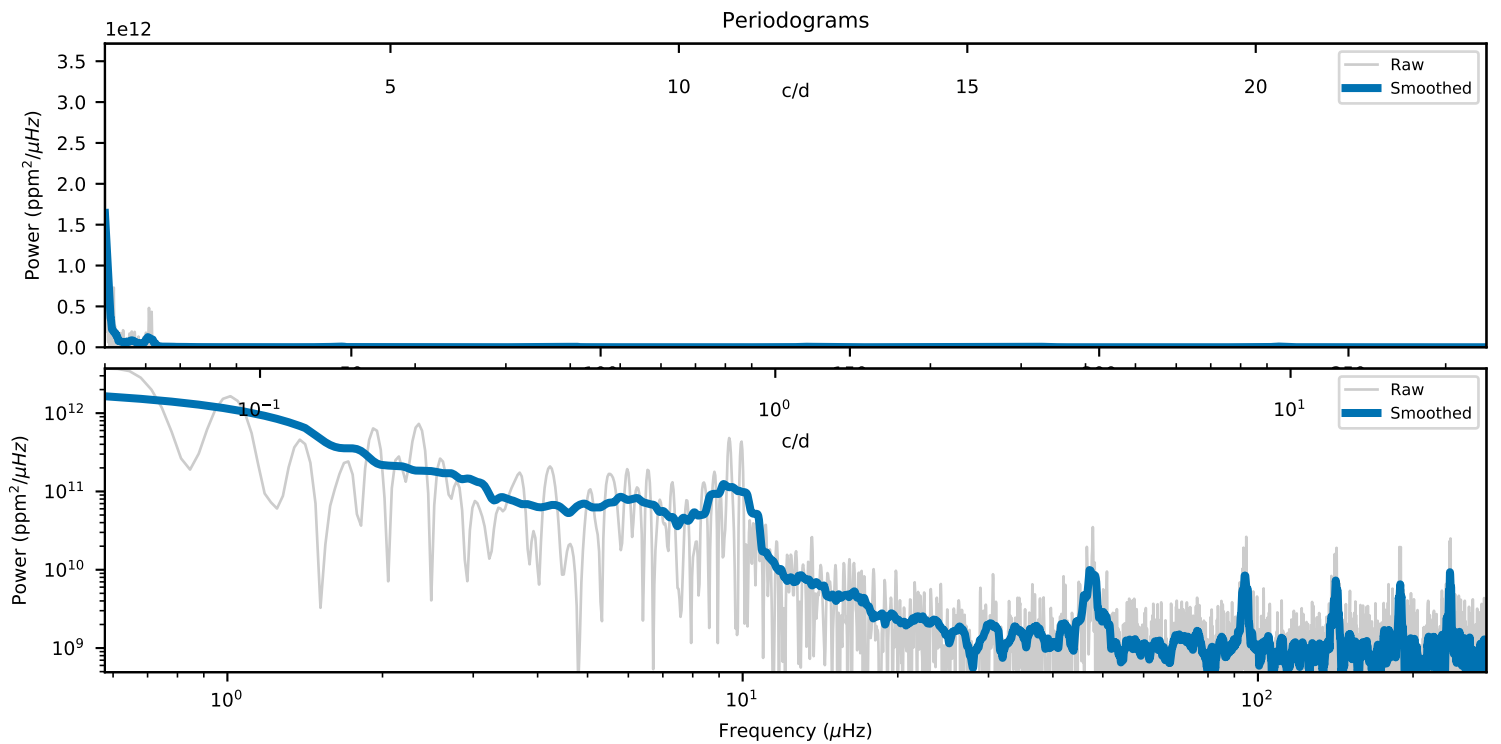 Periodograms
1e12
3.5
3.0
2.5
2.0
1.5
1.0
0.5
0.0
Power (ppm²/μHz)
5 10 15 20
c/d
Raw
Smoothed
10¹²
10¹¹
10¹⁰
10⁹
Power (ppm²/μHz)
10⁻¹ 10⁰ 10¹
c/d
Raw
Smoothed
10⁰ 10¹ 10²
Frequency (μHz)